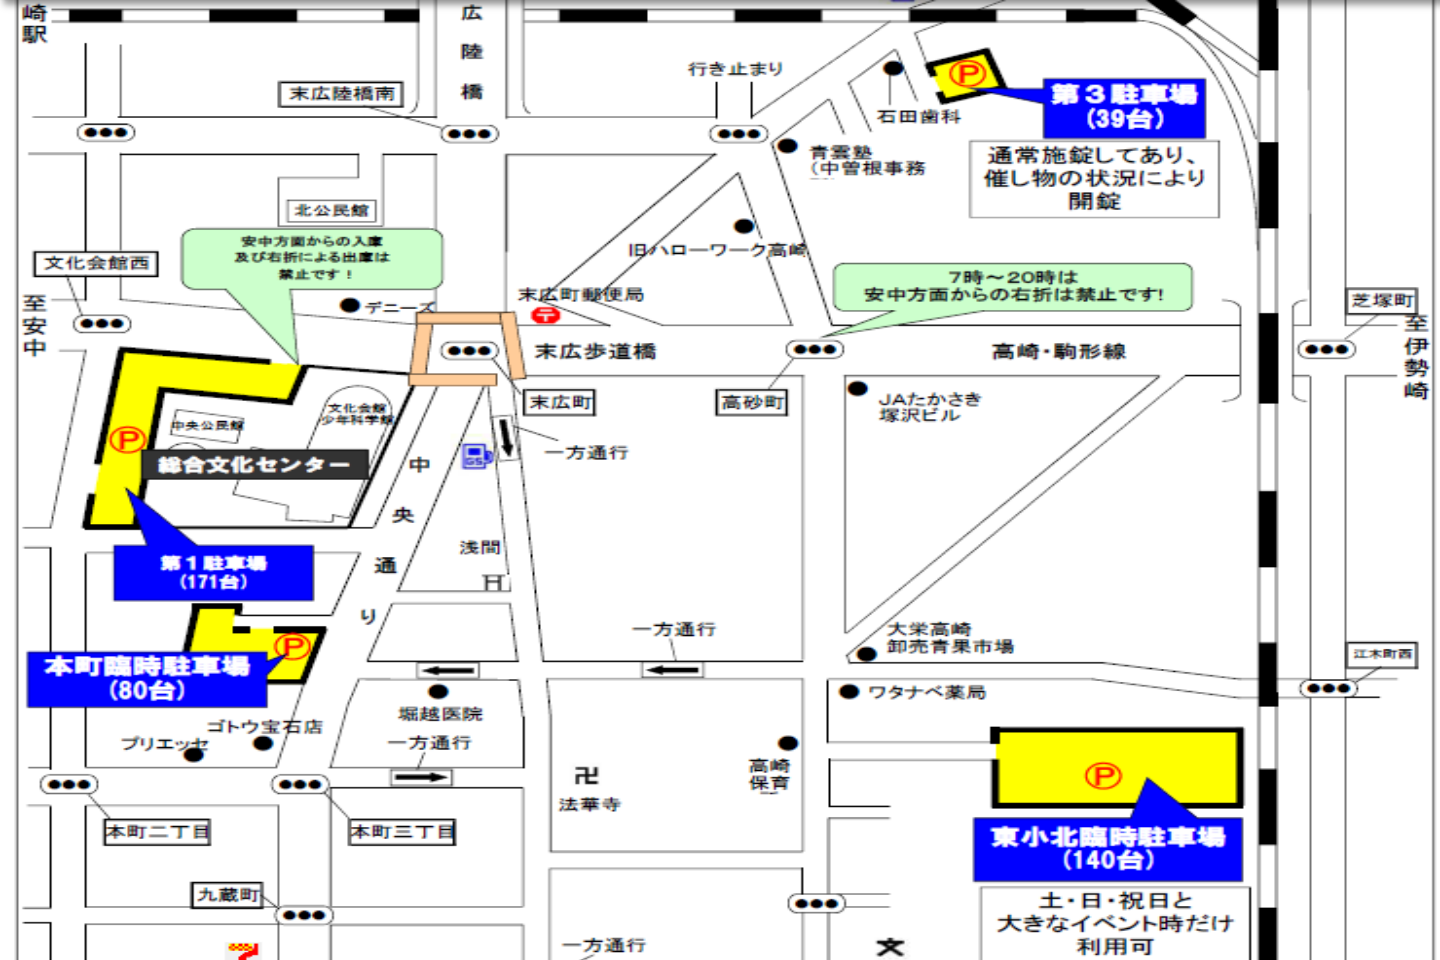 崎駅
広陸橋
行き止まり
末広陸橋南
石田歯科
第３駐車場
(39台)
青雲塾
(中曽根事務
通常施錠してあり、
催し物の状況により
開錠
北公民館
旧ハローワーク高崎
安中方面からの入庫
及び右折による出庫は
禁止です！
文化会館西
7時～20時は
安中方面からの右折は禁止です!
至安中
デニーズ
末広町郵便局
〒
芝塚町
至伊勢崎
末広歩道橋
高崎・駒形線
末広町
高砂町
JAたかさき
塚沢ビル
文化会館
少年科学館
中央公民館
P
総合文化センター
GS
一方通行
中央通り
浅間
第１駐車場
(171台)
一方通行
大栄高崎
卸売青果市場
江木町西
P
本町臨時駐車場
(80台)
ワタナベ薬局
堀越医院
ゴトウ宝石店
プリエッセ
一方通行
高崎
保育
卍
法華寺
P
P
本町二丁目
本町三丁目
東小北臨時駐車場
(140台)
九蔵町
土・日・祝日と
大きなイベント時だけ
利用可
一方通行
文